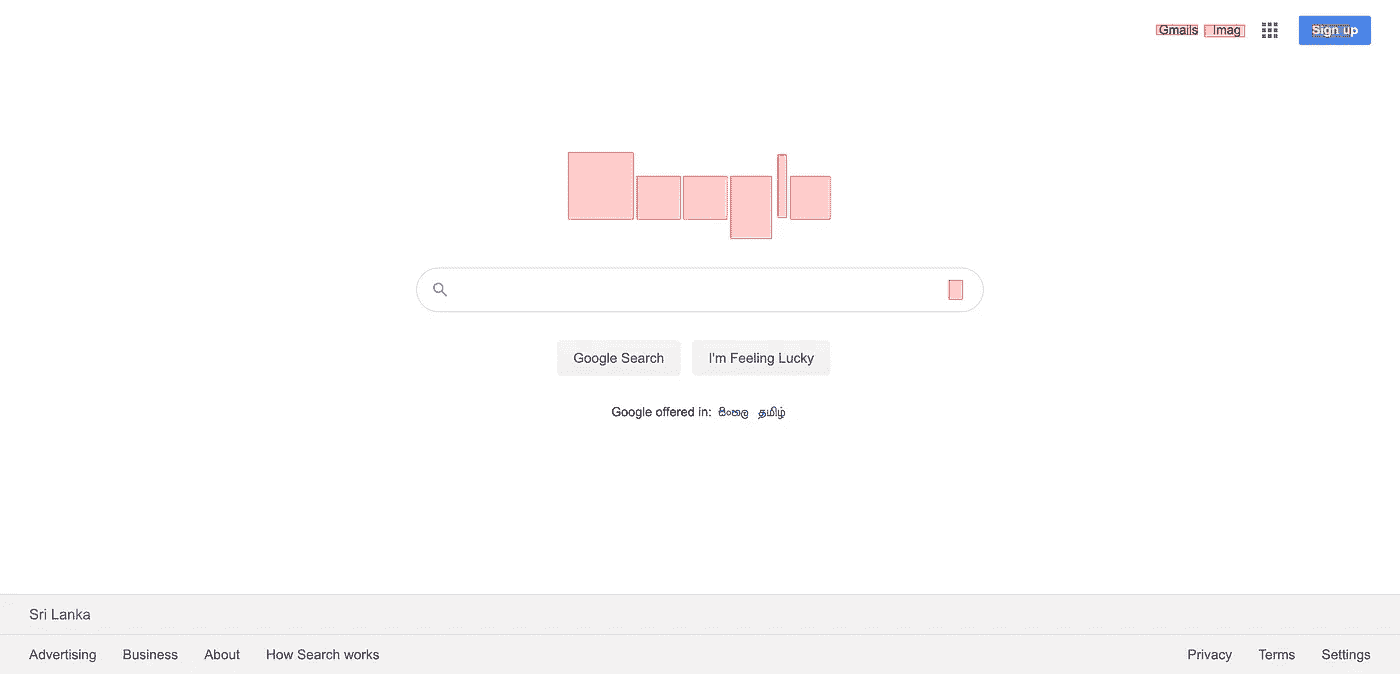 Gmails Imag Sign up
Google Search I'm Feeling Lucky
Google offered in: සිංහල தமிழ்
Sri Lanka
Advertising Business About How Search works Privacy Terms Settings